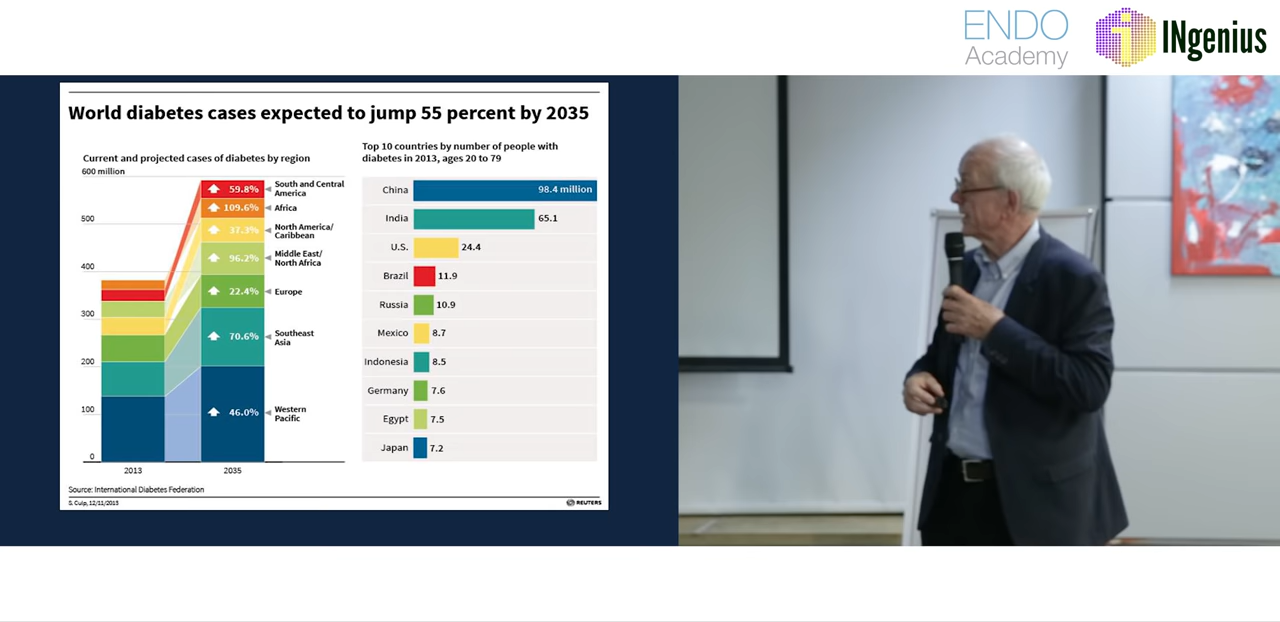 ENDO
Academy
INgenius
World diabetes cases expected to jump 55 percent by 2035
Current and projected cases of diabetes by region
600 million
500
400
300
200
100
0
2013
2035
59.8%
South and Central
America
109.6%
Africa
37.3%
North America/
Caribbean
96.2%
Middle East/
North Africa
22.4%
Europe
70.6%
Southeast
Asia
46.0%
Western
Pacific
Top 10 countries by number of people with
diabetes in 2013, ages 20 to 79
China 98.4 million
India 65.1
U.S. 24.4
Brazil 11.9
Russia 10.9
Mexico 8.7
Indonesia 8.5
Germany 7.6
Egypt 7.5
Japan 7.2
Source: International Diabetes Federation
S. Culp, 12/11/2013
REUTERS